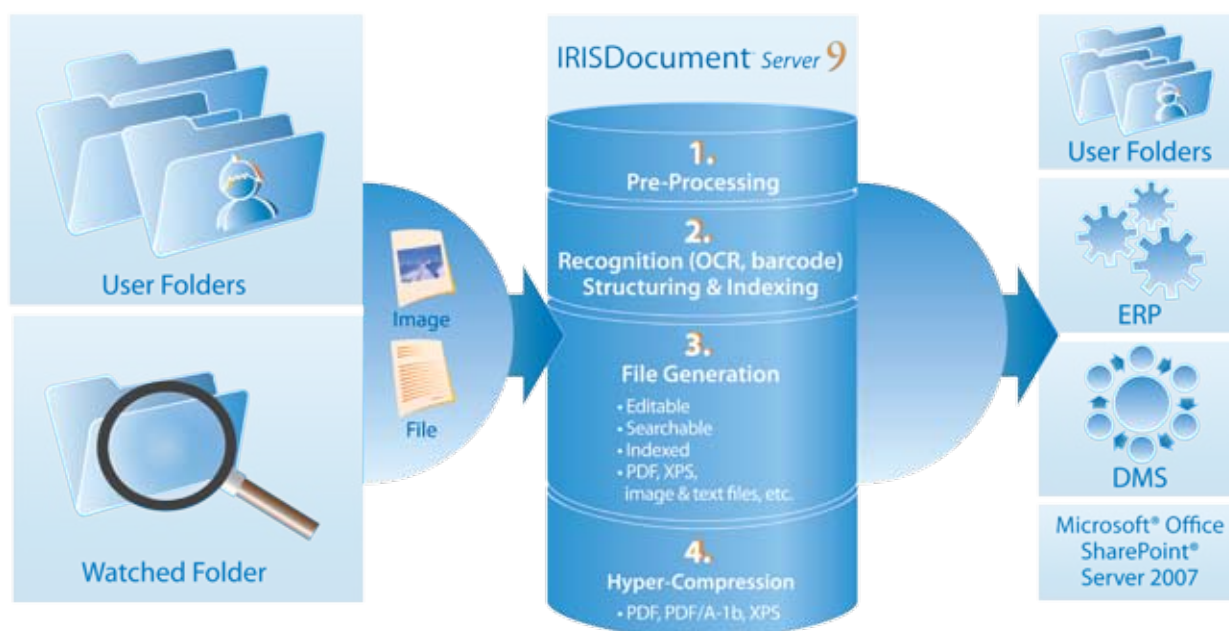 User Folders
Watched Folder
Image
File
IRISDocument™ Server 9
1.
Pre-Processing
2.
Recognition (OCR, barcode)
Structuring & Indexing
3.
File Generation
• Editable
• Searchable
• Indexed
• PDF, XPS,
image & text files, etc.
4.
Hyper-Compression
• PDF, PDF/A-1b, XPS
User Folders
ERP
DMS
Microsoft® Office
SharePoint®
Server 2007